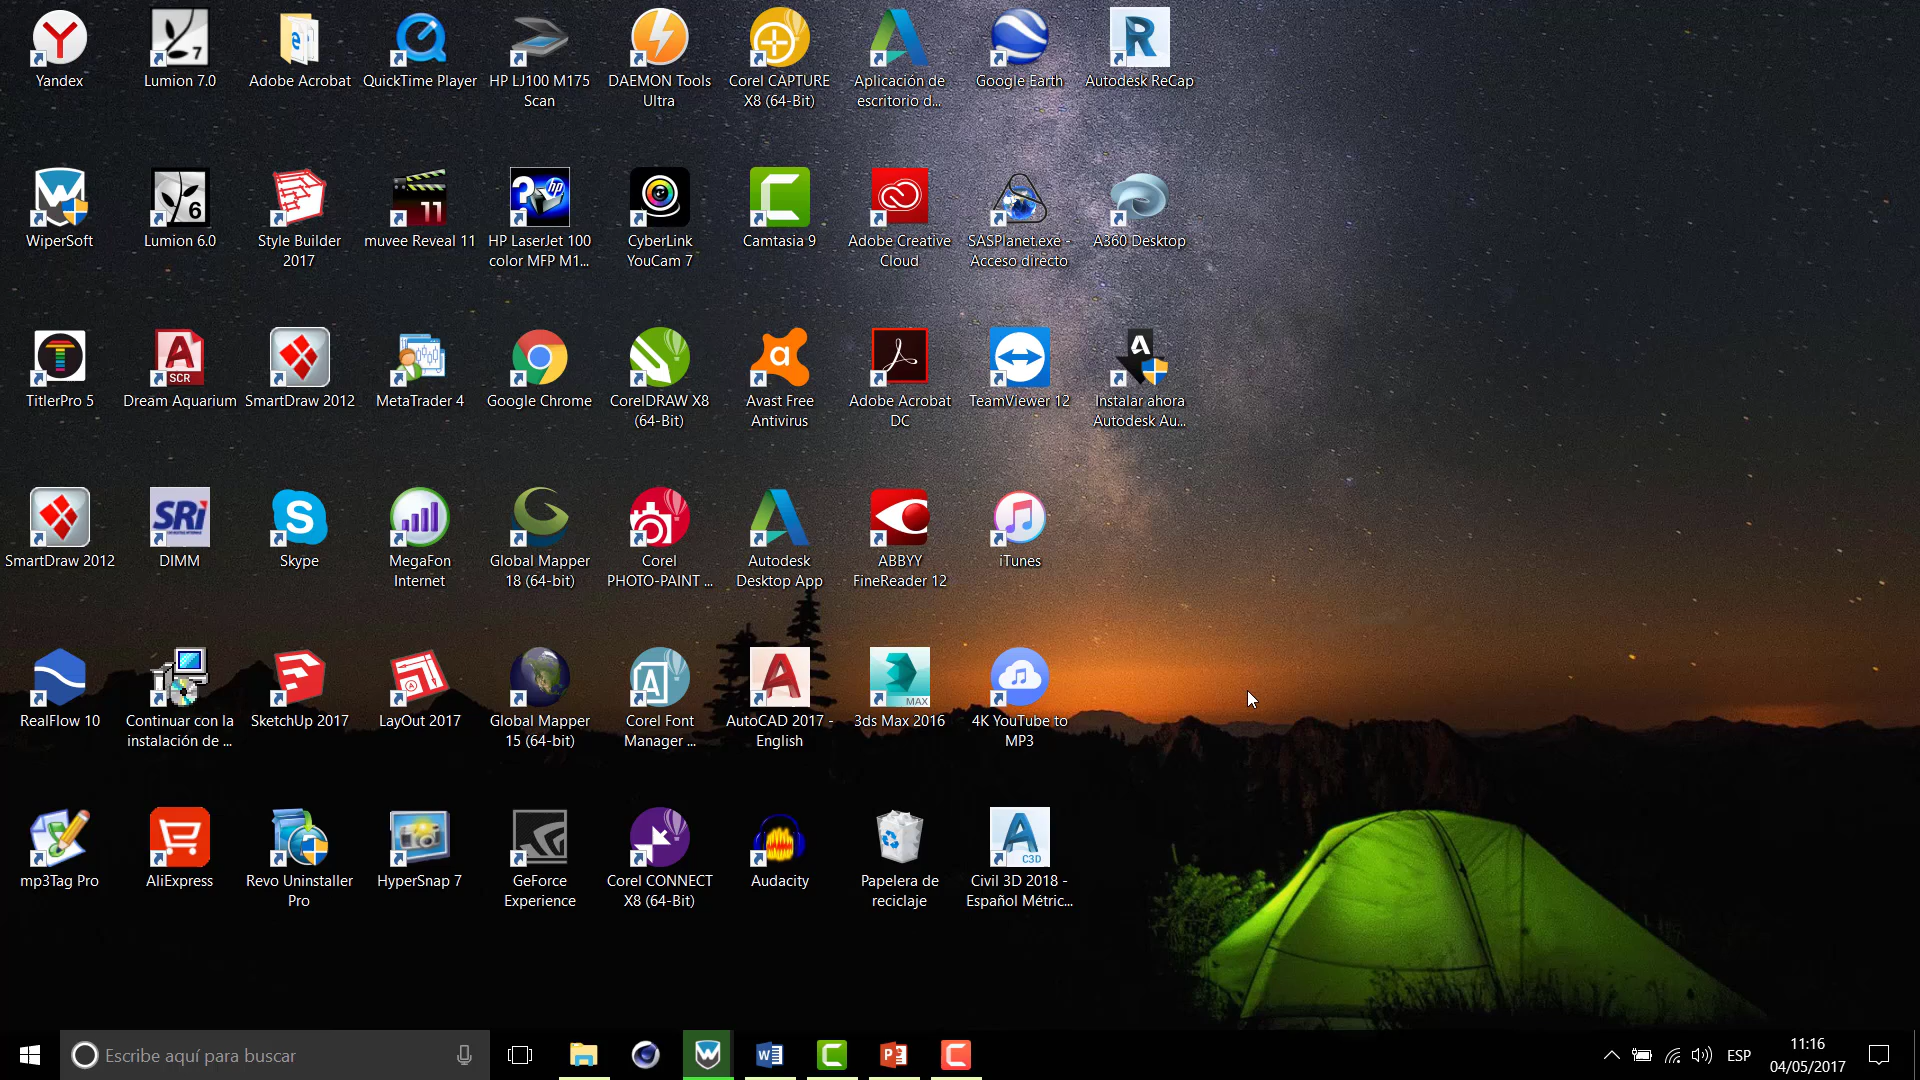 Yandex
Lumion 7.0
Adobe Acrobat
QuickTime Player
HP LJ100 M175
Scan
DAEMON Tools
Ultra
Corel CAPTURE
X8 (64-Bit)
Aplicación de
escritorio d...
Google Earth
Autodesk ReCap
WiperSoft
Lumion 6.0
Style Builder
2017
muvee Reveal 11
HP LaserJet 100
color MFP M1...
CyberLink
YouCam 7
Camtasia 9
Adobe Creative
Cloud
SASPlanet.exe -
Acceso directo
A360 Desktop
TitlerPro 5
Dream Aquarium
SmartDraw 2012
MetaTrader 4
Google Chrome
CorelDRAW X8
(64-Bit)
Avast Free
Antivirus
Adobe Acrobat
DC
TeamViewer 12
Instalar ahora
Autodesk Au...
SmartDraw 2012
DIMM
Skype
MegaFon
Internet
Global Mapper
18 (64-bit)
Corel
PHOTO-PAINT ...
Autodesk
Desktop App
ABBYY
FineReader 12
iTunes
RealFlow 10
Continuar con la
instalación de ...
SketchUp 2017
LayOut 2017
Global Mapper
15 (64-bit)
Corel Font
Manager ...
AutoCAD 2017 -
English
3ds Max 2016
4K YouTube to
MP3
mp3Tag Pro
AliExpress
Revo Uninstaller
Pro
HyperSnap 7
GeForce
Experience
Corel CONNECT
X8 (64-Bit)
Audacity
Papelera de
reciclaje
Civil 3D 2018 -
Español Métric...
Escribe aquí para buscar
ESP
11:16
04/05/2017